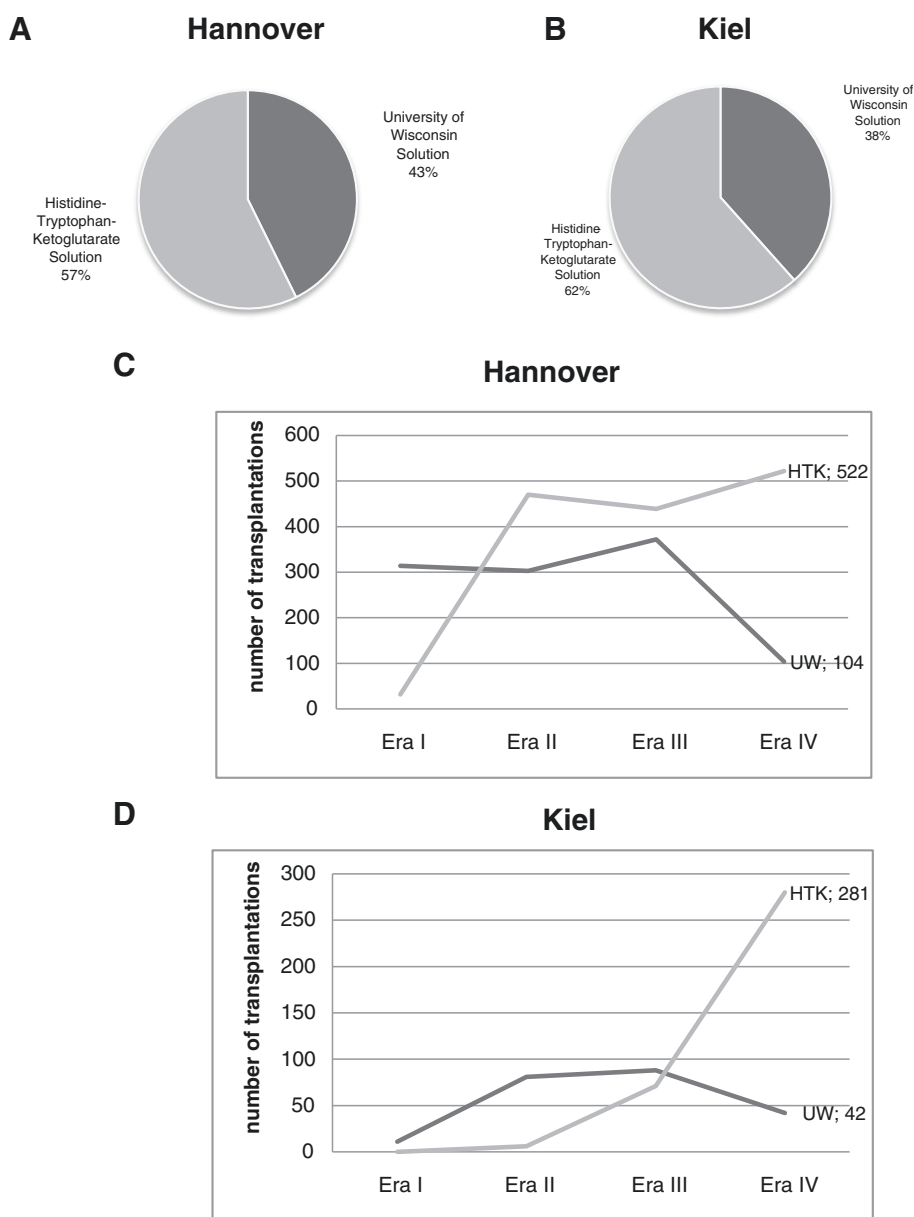 A
Hannover
University of
Wisconsin
Solution
43%
Histidine-
Tryptophan-
Ketoglutarate
Solution
57%
B
Kiel
University of
Wisconsin
Solution
38%
Histidine
Tryptophan-
Ketoglutarate
Solution
62%
C
Hannover
number of transplantations
600
500
400
300
200
100
0
HTK; 522
UW; 104
Era I
Era II
Era III
Era IV
D
Kiel
number of transplantations
300
250
200
150
100
50
0
HTK; 281
UW; 42
Era I
Era II
Era III
Era IV